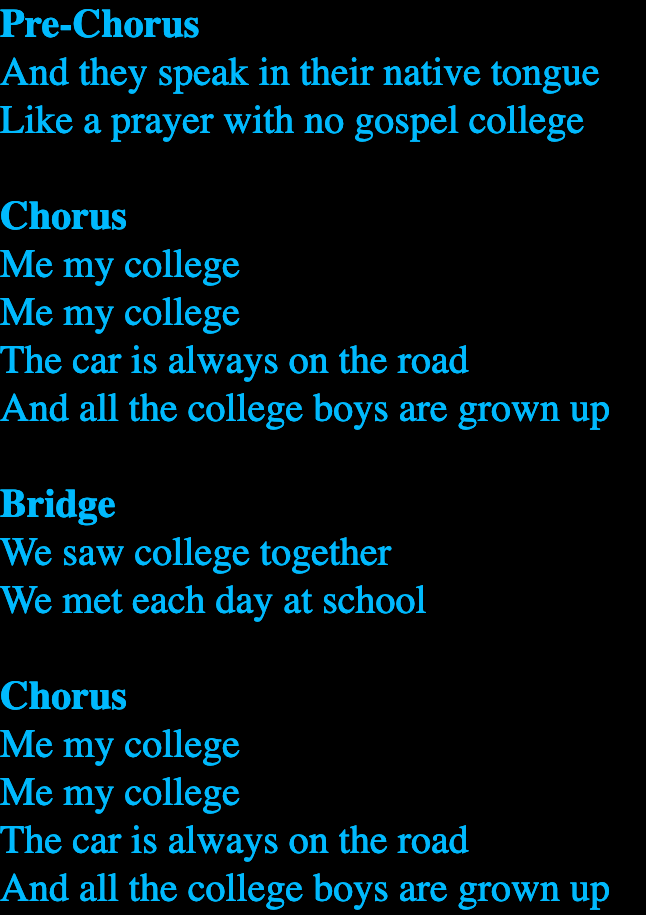 Pre-Chorus
And they speak in their native tongue
Like a prayer with no gospel college
Chorus
Me my college
Me my college
The car is always on the road
And all the college boys are grown up
Bridge
We saw college together
We met each day at school
Chorus
Me my college
Me my college
The car is always on the road
And all the college boys are grown up